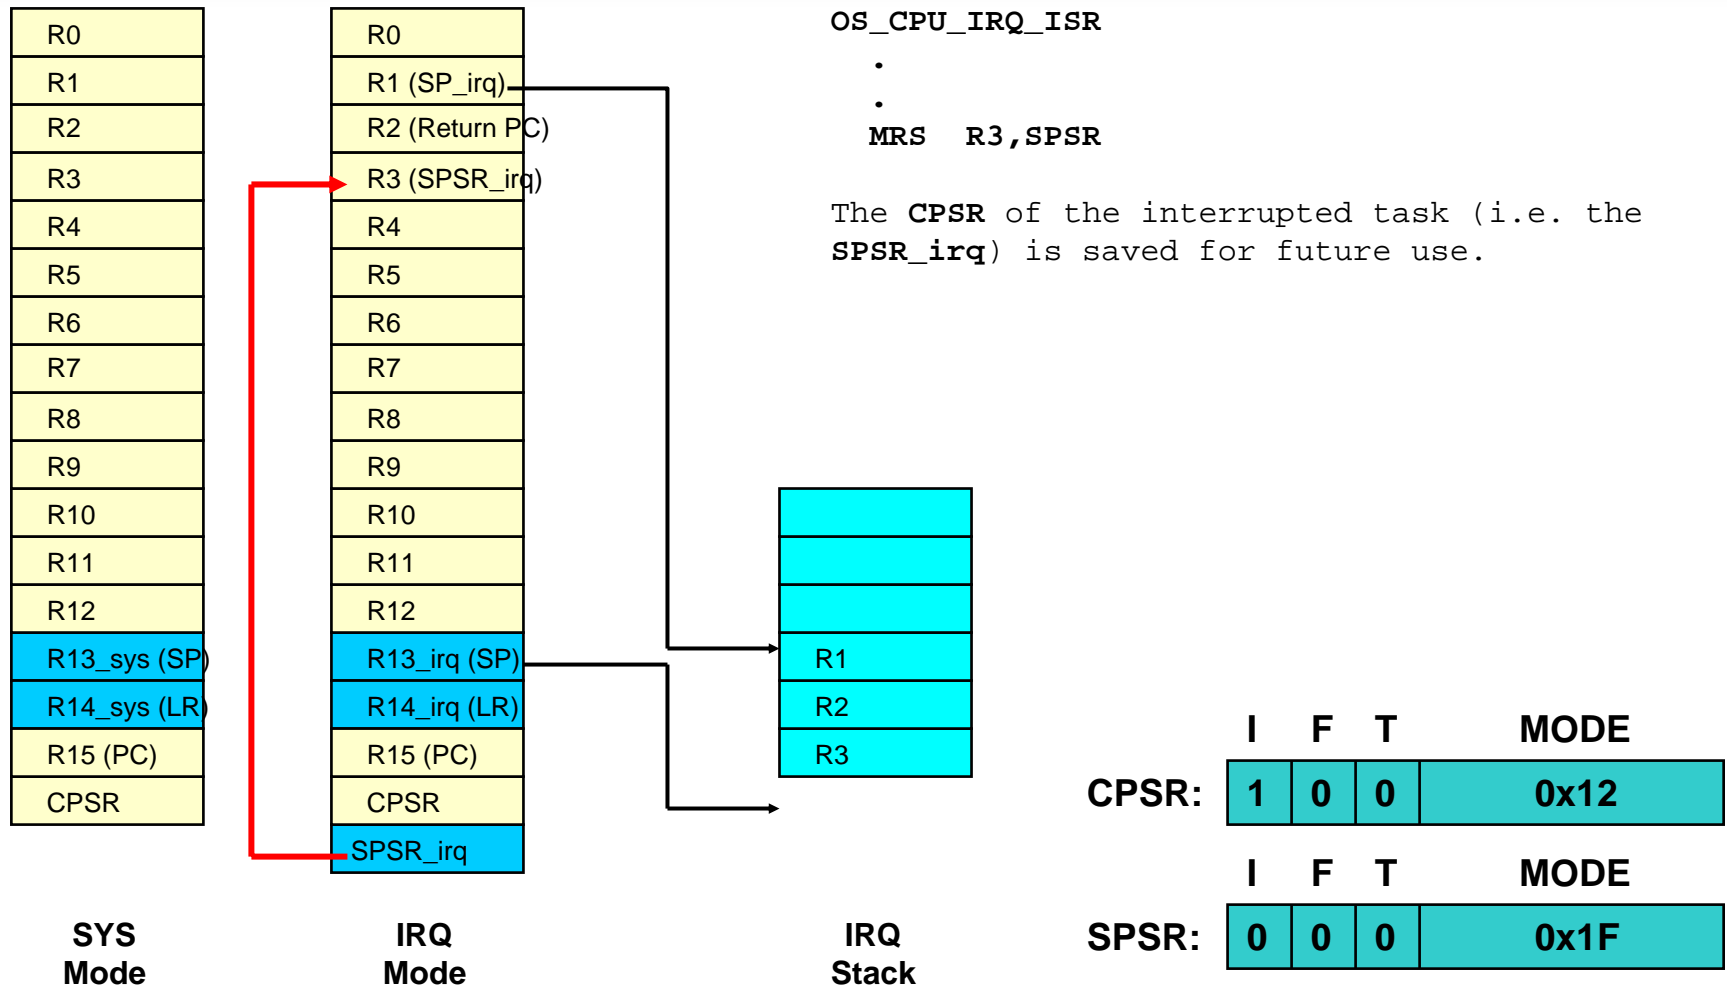 R0
R1
R2
R3
R4
R5
R6
R7
R8
R9
R10
R11
R12
R13_sys (SP)
R14_sys (LR)
R15 (PC)
CPSR
SYS
Mode
R0
R1 (SP_irq)
R2 (Return PC)
R3 (SPSR_irq)
R4
R5
R6
R7
R8
R9
R10
R11
R12
R13_irq (SP)
R14_irq (LR)
R15 (PC)
CPSR
SPSR_irq
IRQ
Mode
R1
R2
R3
IRQ
Stack
OS_CPU_IRQ_ISR
.
.
MRS R3,SPSR
The CPSR of the interrupted task (i.e. the
SPSR_irq) is saved for future use.
I F T MODE
CPSR: 1 0 0 0x12
I F T MODE
SPSR: 0 0 0 0x1F